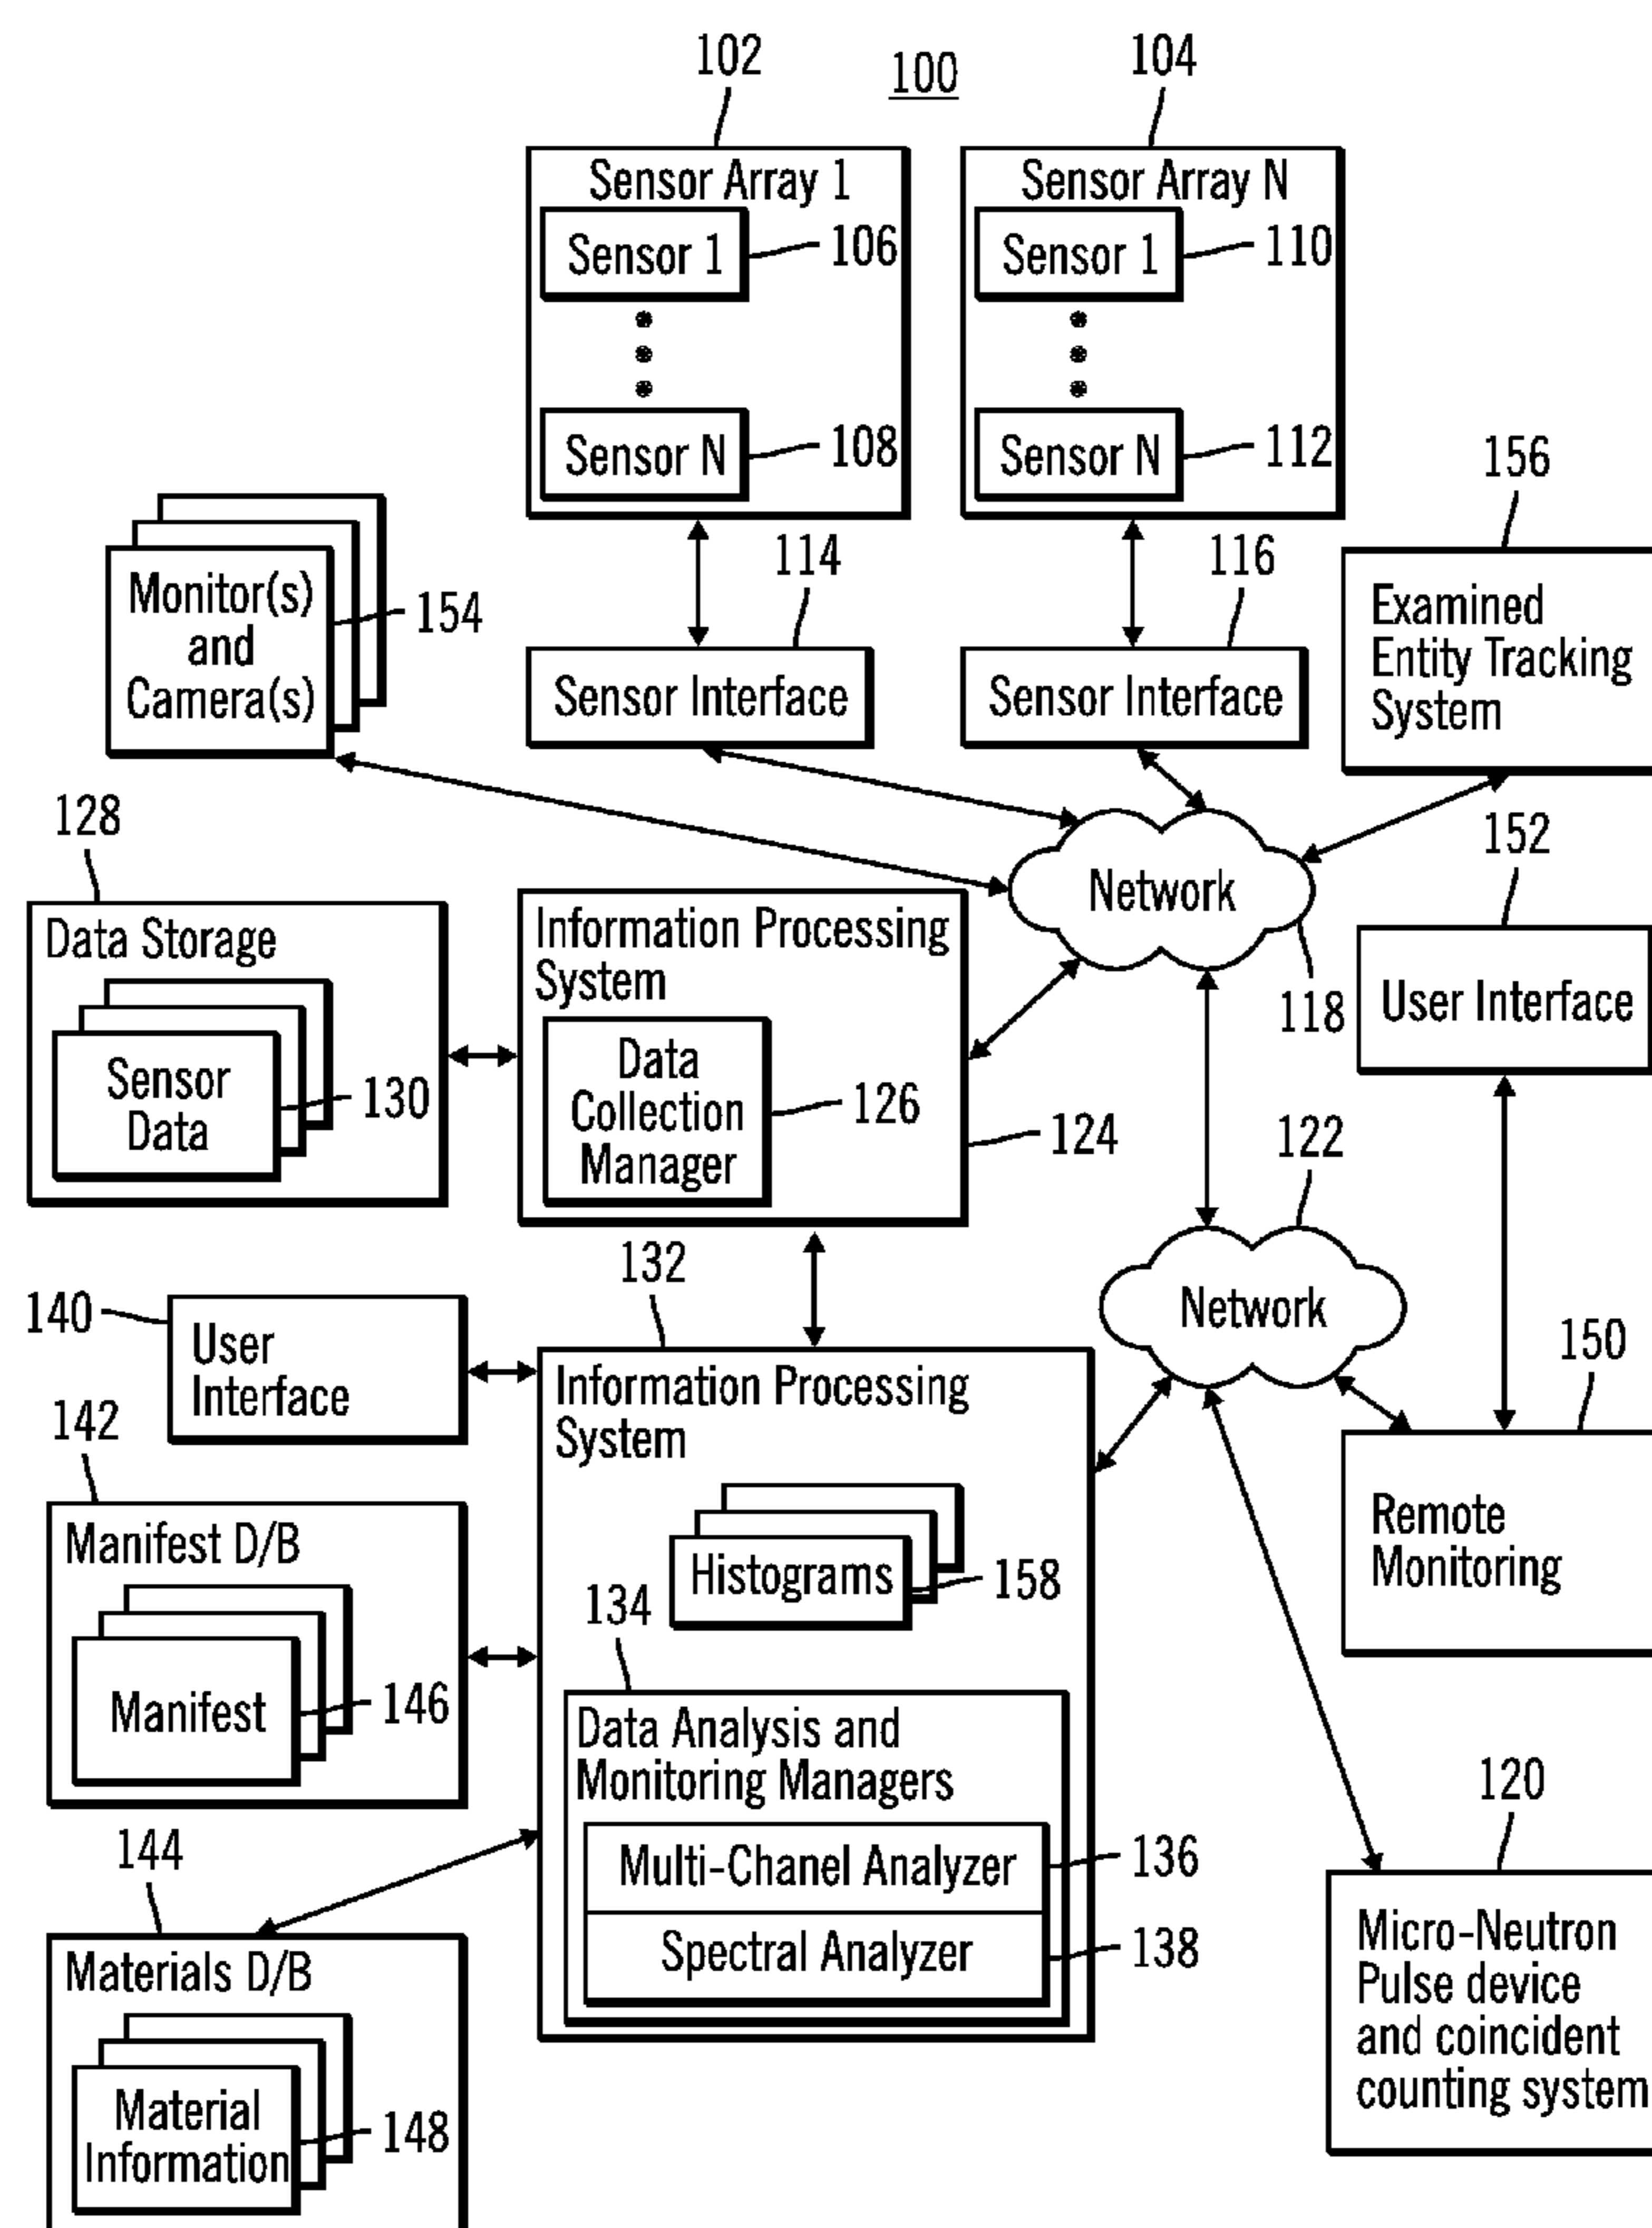 102
100
104
Sensor Array 1
Sensor Array N
Sensor 1
106
Sensor 1
110
Sensor N
108
Sensor N
112
156
114
116
Monitor(s)
and
Camera(s)
154
Examined
Entity Tracking
System
Sensor Interface
Sensor Interface
128
152
Network
118
Data Storage
Sensor
Data
130
Information Processing
System
Data
Collection
Manager
126
124
User Interface
122
Network
132
140
User
Interface
150
142
Information Processing
System
Remote
Monitoring
Manifest D/B
Manifest
146
Histograms
158
134
Data Analysis and
Monitoring Managers
Multi-Chanel Analyzer
136
Spectral Analyzer
138
120
144
Materials D/B
Material
Information
148
Micro-Neutron
Pulse device
and coincident
counting system